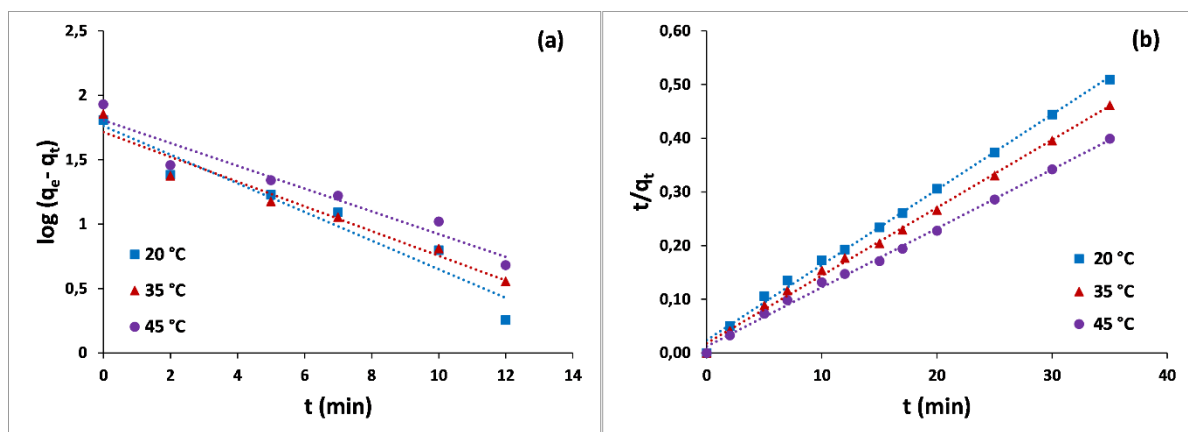 (a)
2,5
2
1,5
1
0,5
0
log (qe- qt)
20 °C
35 °C
45 °C
0 2 4 6 8 10 12 14
t (min)
(b)
0,60
0,50
0,40
0,30
0,20
0,10
0,00
t/qt
20 °C
35 °C
45 °C
0 10 20 30 40
t (min)